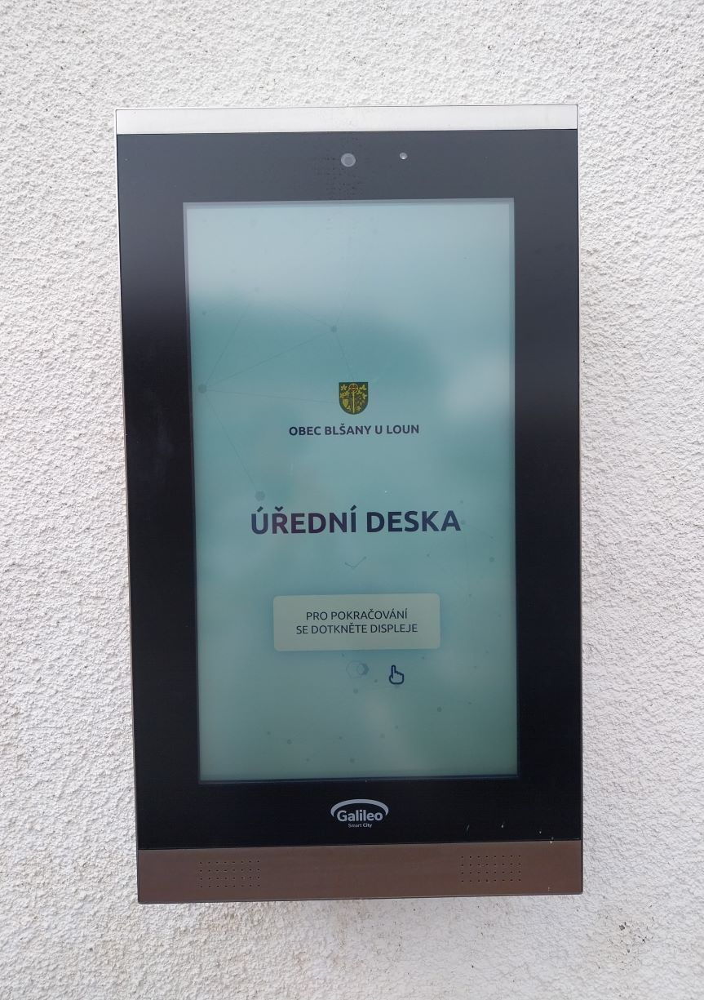 OBEC BLŠANY U LOUN
ÚŘEDNÍ DESKA
PRO POKRAČOVÁNÍ
SE DOTKNĚTE DISPLEJE
Galileo
Smart City